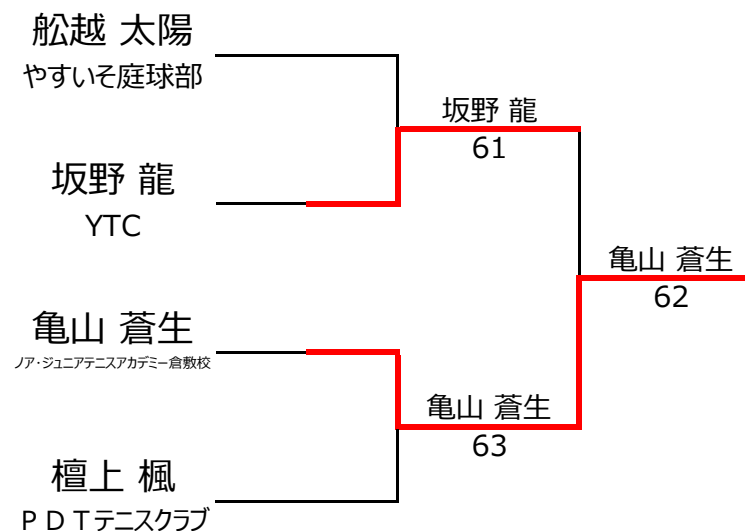 舩越 太陽
やすいそ庭球部
坂野 龍
61
坂野 龍
YTC
亀山 蒼生
62
亀山 蒼生
ノア・ジュニアテニスアカデミー倉敷校
亀山 蒼生
63
檀上 楓
ＰＤＴテニスクラブ